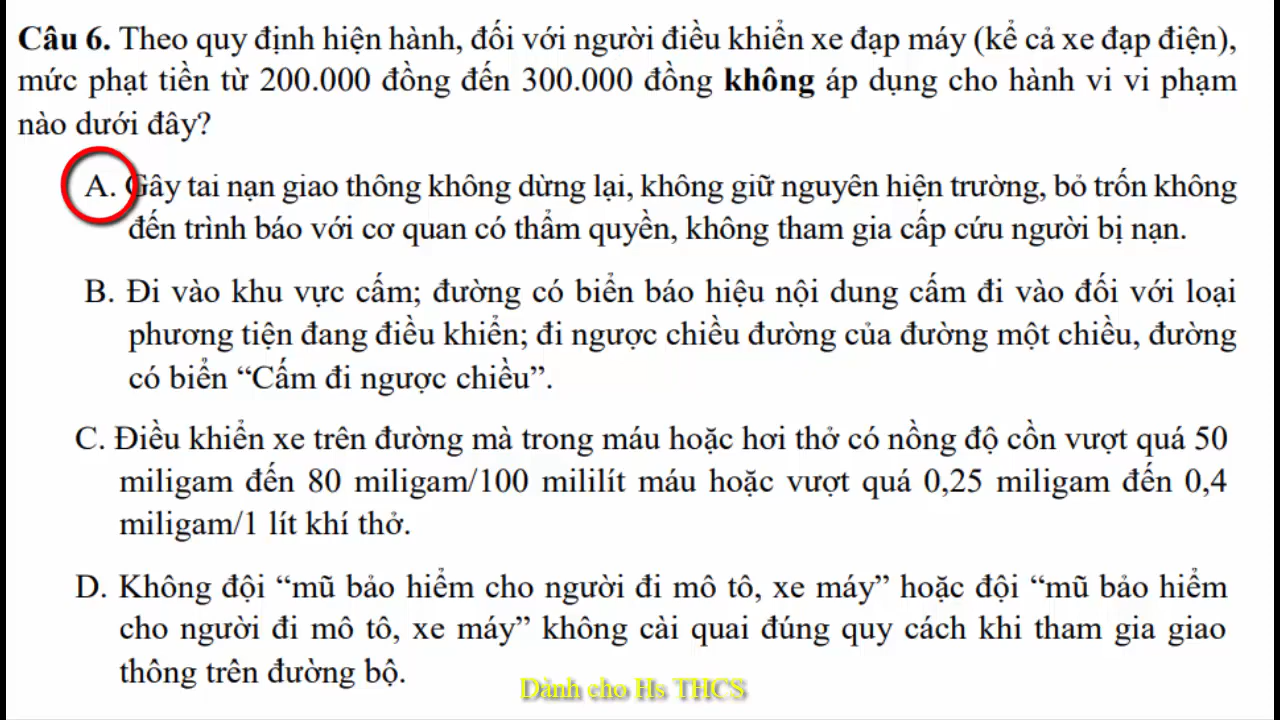 Câu 6. Theo quy định hiện hành, đối với người điều khiển xe đạp máy (kể cả xe đạp điện),
mức phạt tiền từ 200.000 đồng đến 300.000 đồng không áp dụng cho hành vi vi phạm
nào dưới đây?
A. Gây tai nạn giao thông không dừng lại, không giữ nguyên hiện trường, bỏ trốn không
đến trình báo với cơ quan có thẩm quyền, không tham gia cấp cứu người bị nạn.
B. Đi vào khu vực cấm; đường có biển báo hiệu nội dung cấm đi vào đối với loại
phương tiện đang điều khiển; đi ngược chiều đường của đường một chiều, đường
có biển “Cấm đi ngược chiều”.
C. Điều khiển xe trên đường mà trong máu hoặc hơi thở có nồng độ cồn vượt quá 50
miligam đến 80 miligam/100 mililít máu hoặc vượt quá 0,25 miligam đến 0,4
miligam/1 lít khí thở.
D. Không đội “mũ bảo hiểm cho người đi mô tô, xe máy” hoặc đội “mũ bảo hiểm
cho người đi mô tô, xe máy” không cài quai đúng quy cách khi tham gia giao
thông trên đường bộ.
Dành cho Hs THCS